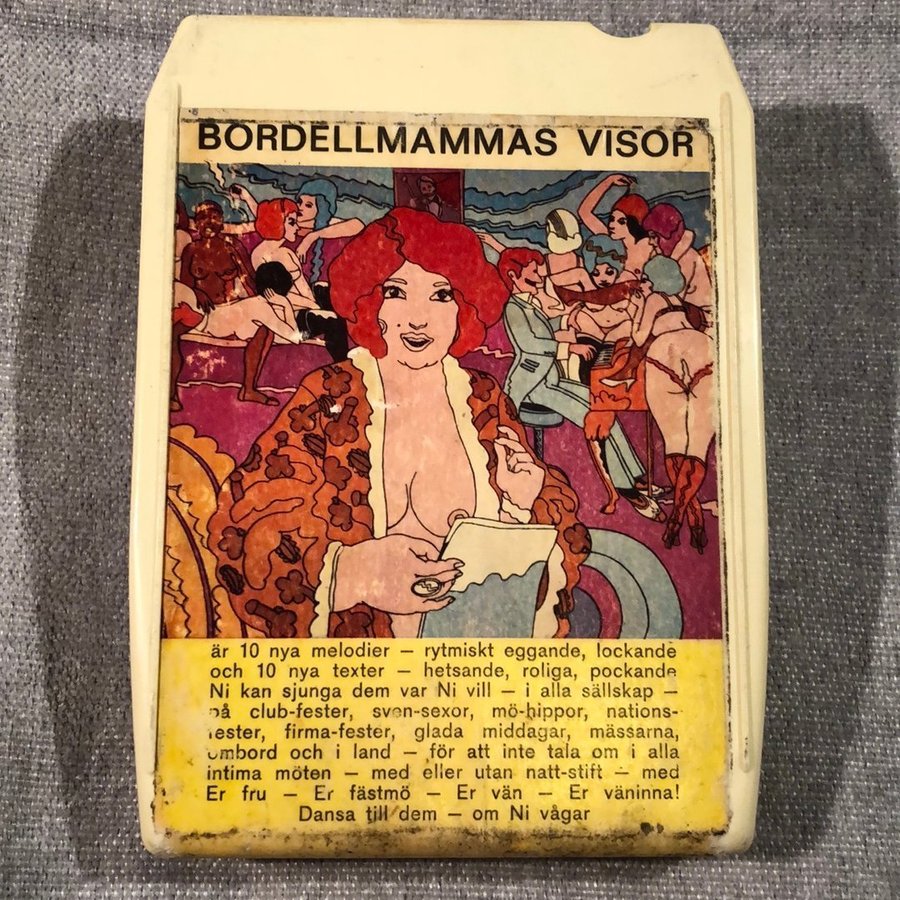 BORDELLMAMMAS VISOR
är 10 nya melodier – rytmiskt eggande, lockande
och 10 nya texter – hetsande, roliga, pockande
Ni kan sjunga dem var Ni vill – i alla sällskap –
på club-fester, sven-sexor, mö-hippor, nations-
fester, firma-fester, glada middagar, mässarna,
ombord och i land – för att inte tala om i alla
intima möten – med eller utan natt-stift – med
Er fru – Er fästmö – Er vän – Er väninna!
Dansa till dem – om Ni vågar